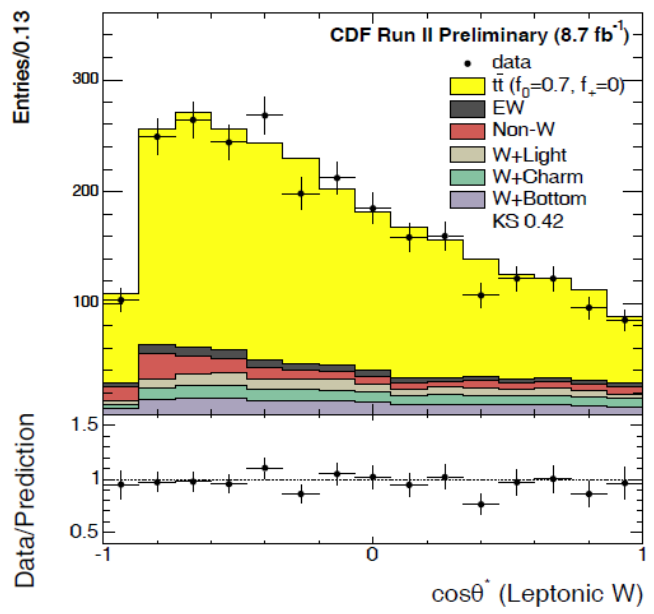 Entries/0.13
300
200
100
CDF Run II Preliminary (8.7 fb⁻¹)
data
tt̄ (f₀=0.7, f₊=0)
EW
Non-W
W+Light
W+Charm
W+Bottom
KS 0.42
Data/Prediction
1.5
1
0.5
-1 0 1
cosθ* (Leptonic W)